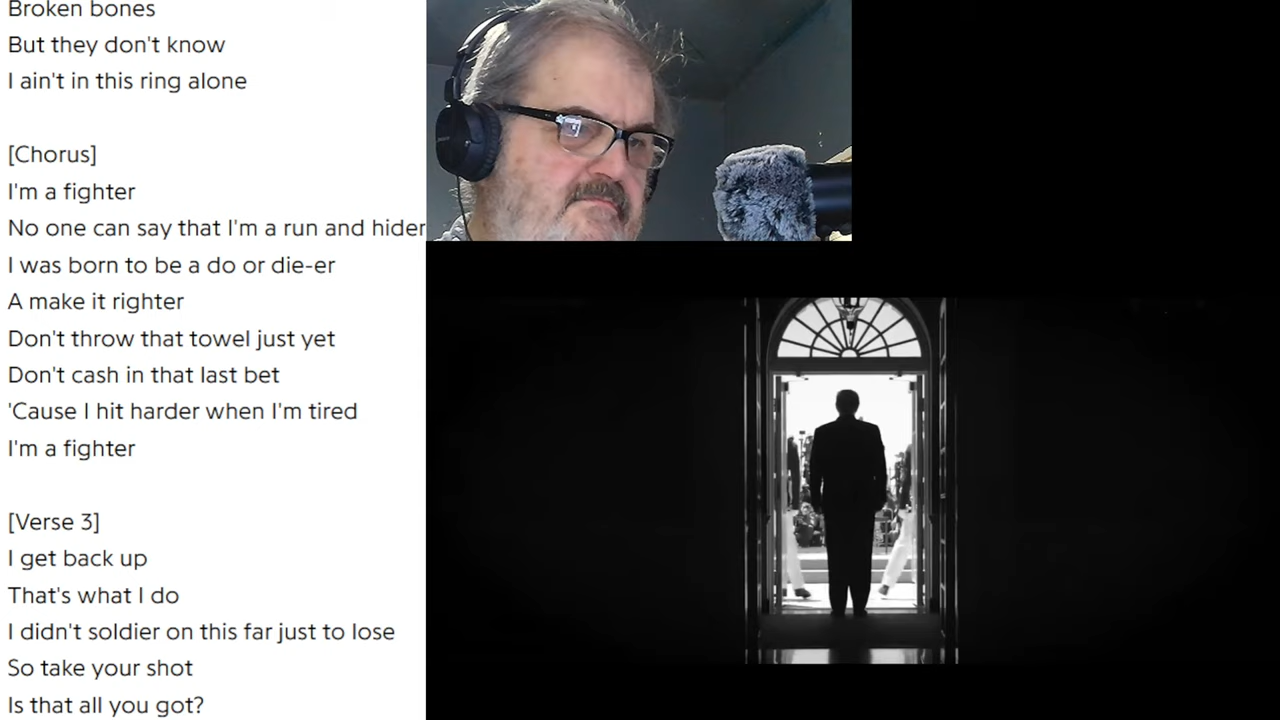 Broken bones
But they don't know
I ain't in this ring alone
[Chorus]
I'm a fighter
No one can say that I'm a run and hider
I was born to be a do or die-er
A make it righter
Don't throw that towel just yet
Don't cash in that last bet
'Cause I hit harder when I'm tired
I'm a fighter
[Verse 3]
I get back up
That's what I do
I didn't soldier on this far just to lose
So take your shot
Is that all you got?